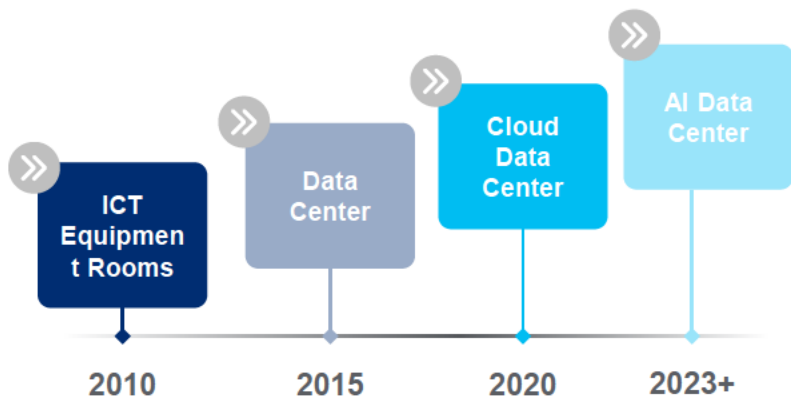 ICT
Equipmen
t Rooms
Data
Center
Cloud
Data
Center
AI Data
Center
2010
2015
2020
2023+